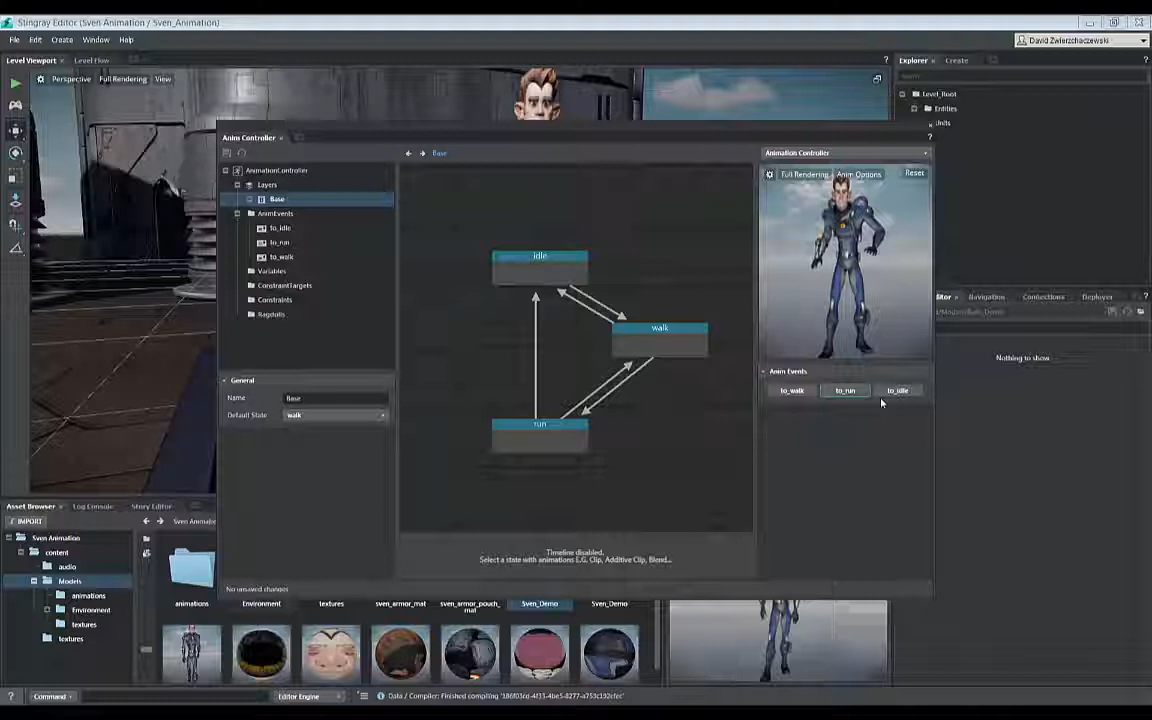 Stingray Editor (Sven Animation / Sven_Animation)
File Edit Create Window Help
David Zwierzchaczewski
Level Viewport Level Flow
Explorer Create
Perspective Full Rendering View
Level_Root
Entities
Units
Anim Controller
Base
Animation Controller
AnimationController
Layers
Base
AnimEvents
to_idle
to_run
to_walk
Variables
ConstraintTargets
Constraints
Ragdolls
idle
walk
run
Full Rendering Anim Options Reset
Anim Events
to_walk to_run to_idle
Navigation Connections Deployer
Nothing to show
General
Name Base
Default State walk
Timeline disabled.
Select a state with animations E.G. Clip, Additive Clip, Blend...
No unsaved changes
Asset Browser Log Console Story Editor
IMPORT
Sven Animatio
Sven Animation
content
audio
Models
animations
Environment
textures
textures
animations Environment textures sven_armor_mat sven_armor_pouch_mat Sven_Demo Sven_Demo
Command
Editor Engine